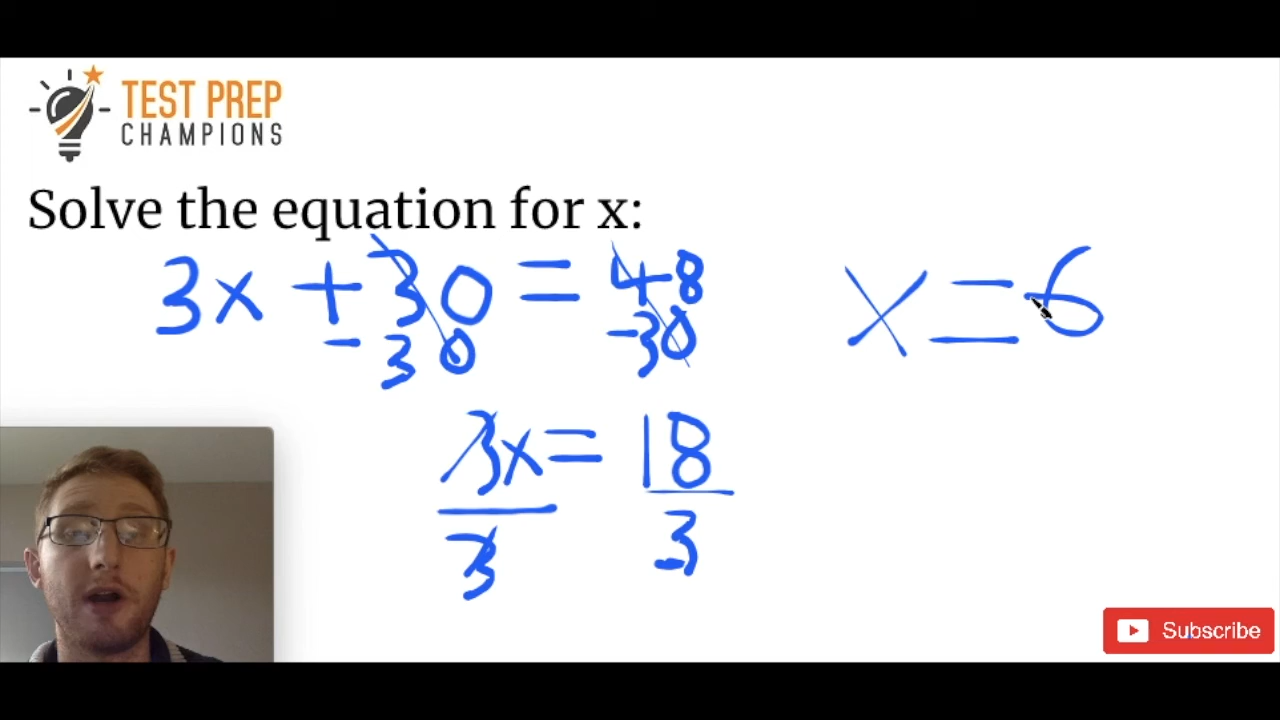 TEST PREP
CHAMPIONS
Solve the equation for x:
3x + 30 = 48
- 30 -30
3x = 18
3 3
x = 6
Subscribe